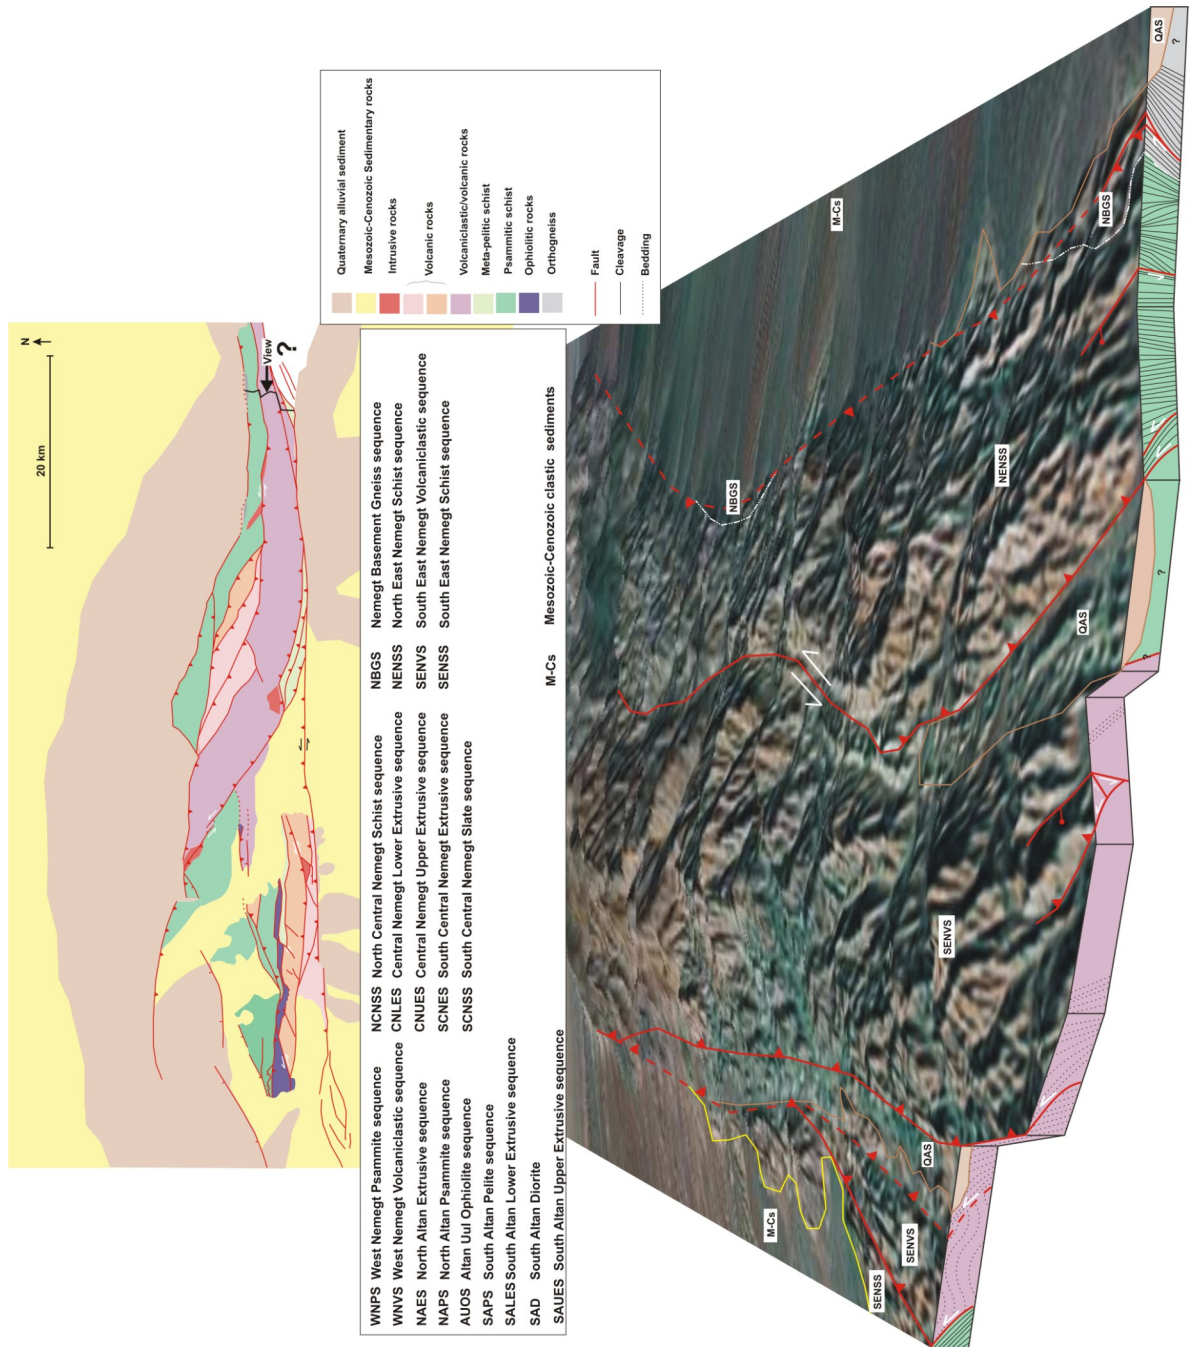 N
20 km
View
?
Quaternary alluvial sediment
Mesozoic-Cenozoic Sedimentary rocks
Intrusive rocks
Volcanic rocks
Volcaniclastic/volcanic rocks
Meta-pelitic schist
Psammitic schist
Ophiolitic rocks
Orthogneiss
Fault
Cleavage
Bedding
WNPS West Nemegt Psammite sequence
WNVS West Nemegt Volcaniclastic sequence
NAES North Altan Extrusive sequence
NAPS North Altan Psammite sequence
AUOS Altan Uul Ophiolite sequence
SAPS South Altan Pelite sequence
SALES South Altan Lower Extrusive sequence
SAD South Altan Diorite
SAUES South Altan Upper Extrusive sequence
NCNSS North Central Nemegt Schist sequence
CNLES Central Nemegt Lower Extrusive sequence
CNUES Central Nemegt Upper Extrusive sequence
SCNES South Central Nemegt Extrusive sequence
SCNSS South Central Nemegt Slate sequence
NBGS Nemegt Basement Gneiss sequence
NENSS North East Nemegt Schist sequence
SENVS South East Nemegt Volcaniclastic sequence
SENSS South East Nemegt Schist sequence
M-Cs Mesozoic-Cenozoic clastic sediments
M-Cs
SENSS
SENVS
QAS
SENVS
NBGS
NENSS
QAS
M-Cs
NBGS
QAS
?
?
?